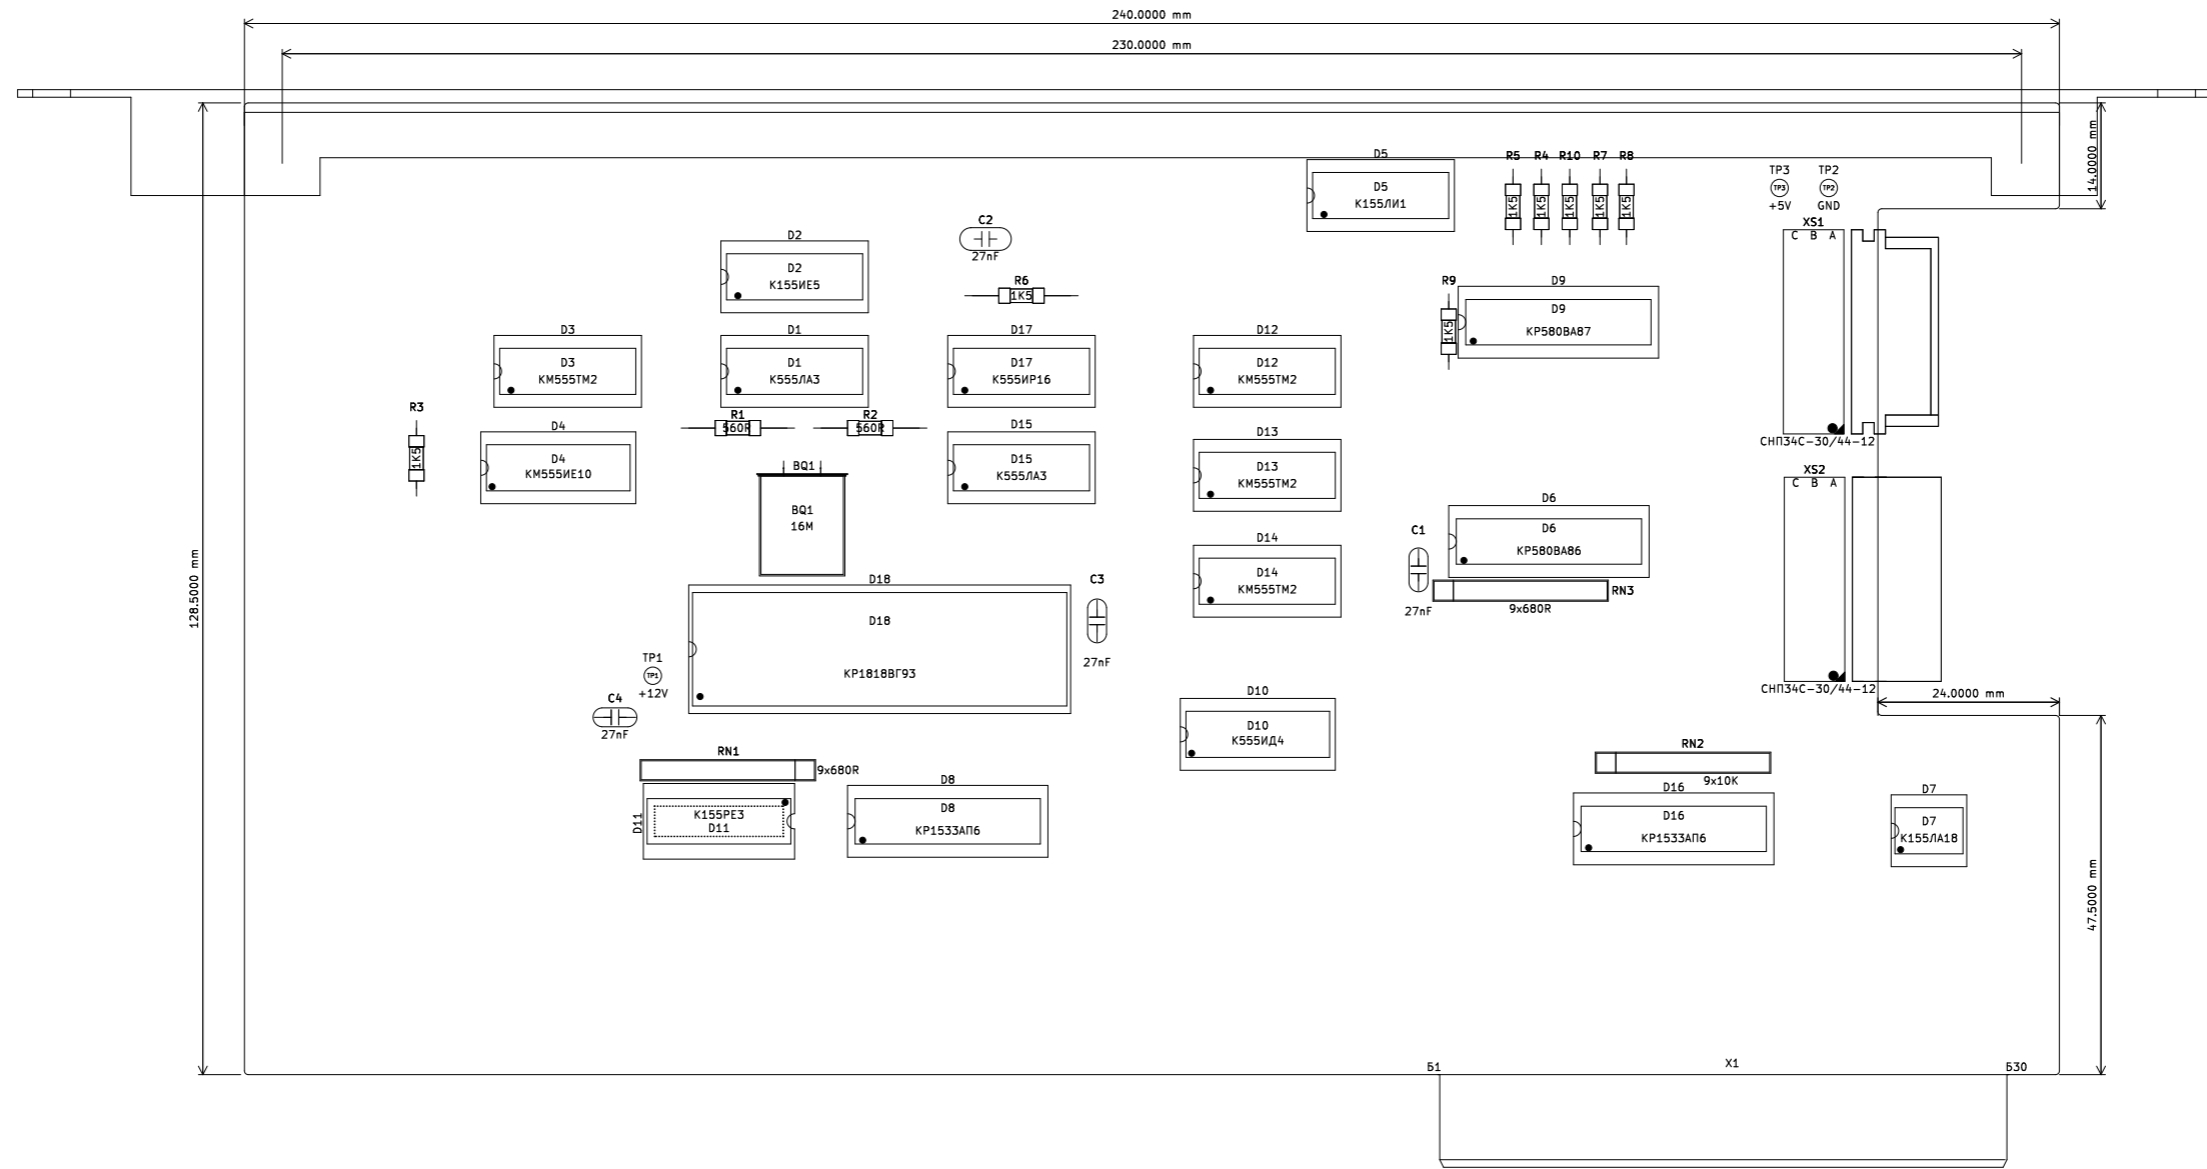 240.0000 mm
230.0000 mm
128.5000 mm
14.0000 mm
D5
D5
К155ЛИ1
R5 R4 R10 R7 R8
1K5 1K5 1K5 1K5 1K5
TP3 TP2
TP3 TP2
+5V GND
XS1
C B A
СНП34С-30/44-12
C2
27nF
D2
D2
К155ИЕ5
R6
1K5
R9
1K5
D9
D9
КР580ВА87
D3
D3
КМ555ТМ2
D1
D1
К555ЛА3
D17
D17
К555ИР16
D12
D12
КМ555ТМ2
R3
1K5
R1
560R
R2
560R
D4
D4
КМ555ИЕ10
D15
D15
К555ЛА3
D13
D13
КМ555ТМ2
BQ1
BQ1
16M
XS2
C B A
СНП34С-30/44-12
D6
D6
КР580ВА86
C1
27nF
RN3
9x680R
D14
D14
КМ555ТМ2
D18
D18
КР1818ВГ93
C3
27nF
TP1
TP1
+12V
C4
27nF
24.0000 mm
D10
D10
К555ИД4
RN1
9x680R
RN2
9x10K
D11
К155РЕ3
D11
D8
D8
КР1533АП6
D16
D16
КР1533АП6
D7
D7
К155ЛА18
47.5000 mm
Б1 X1 Б30